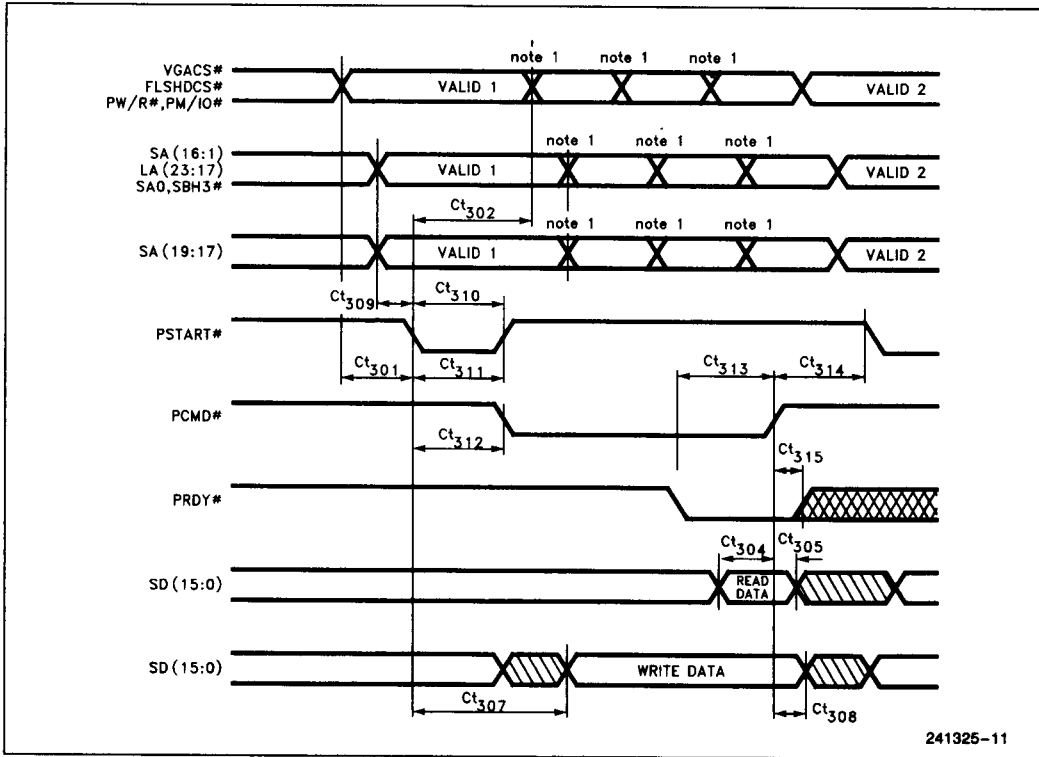 note 1 note 1 note 1
VGACS#
FLSHDCS#
PW/R#,PM/IO#
VALID 1
VALID 2
note 1 note 1 note 1
SA(16:1)
LA(23:17)
SA0,SBH3#
VALID 1
VALID 2
Ct302
note 1 note 1 note 1
SA(19:17)
VALID 1
VALID 2
Ct309
Ct310
PSTART#
Ct301
Ct311
Ct313
Ct314
PCMD#
Ct312
Ct315
PRDY#
Ct304
Ct305
SD(15:0)
READ
DATA
SD(15:0)
WRITE DATA
Ct307
Ct308
241325-11